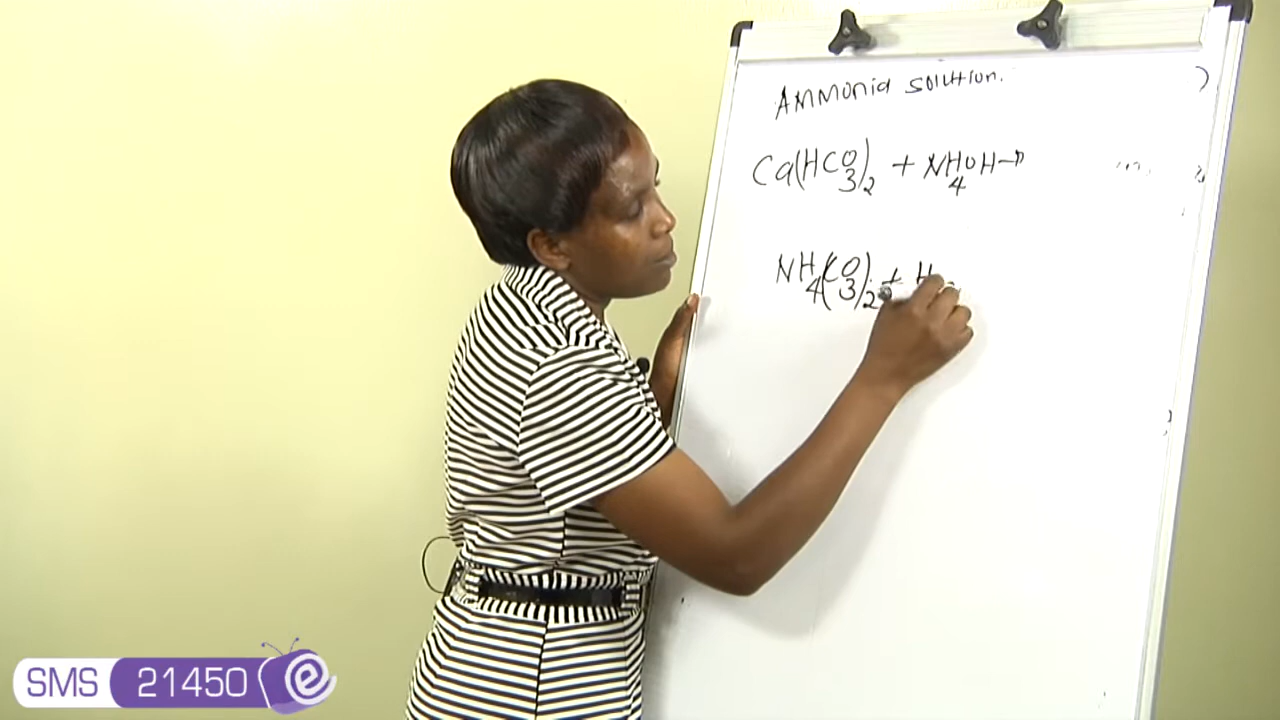 Ammonia solution.
Ca(HCO3)2 + NH4OH →
NH4(CO3)2 + H
SMS 21450 e